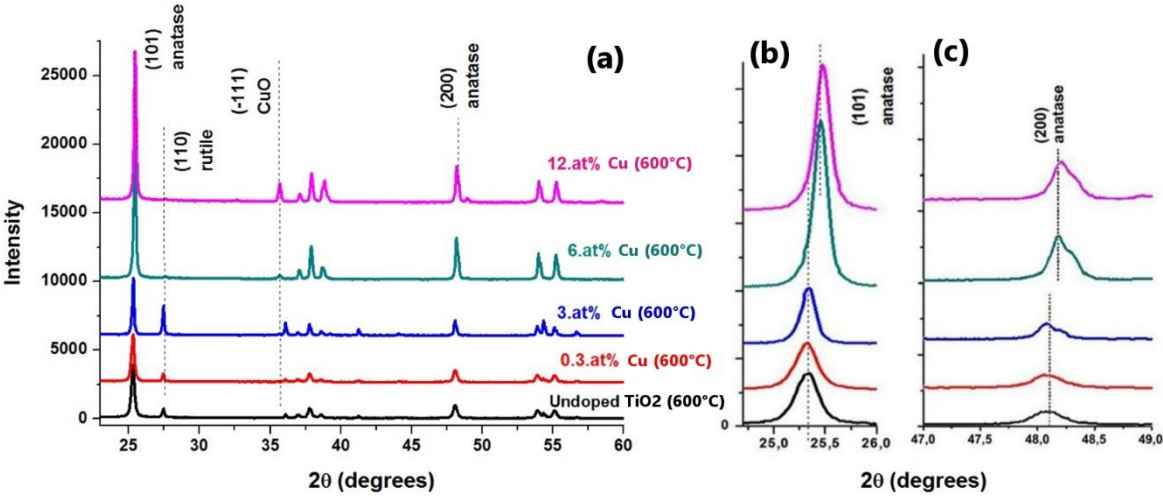 (a)
(b)
(c)
(101)
anatase
(110)
rutile
(-111)
CuO
(200)
anatase
12.at% Cu (600°C)
6.at% Cu (600°C)
3.at% Cu (600°C)
0.3.at% Cu (600°C)
Undoped TiO2 (600°C)
Intensity
25000
20000
15000
10000
5000
0
25 30 35 40 45 50 55 60
2θ (degrees)
(101)
anatase
0
25,0 25,5 26,0
(200)
anatase
47,0 47,5 48,0 48,5 49,0
2θ (degrees)